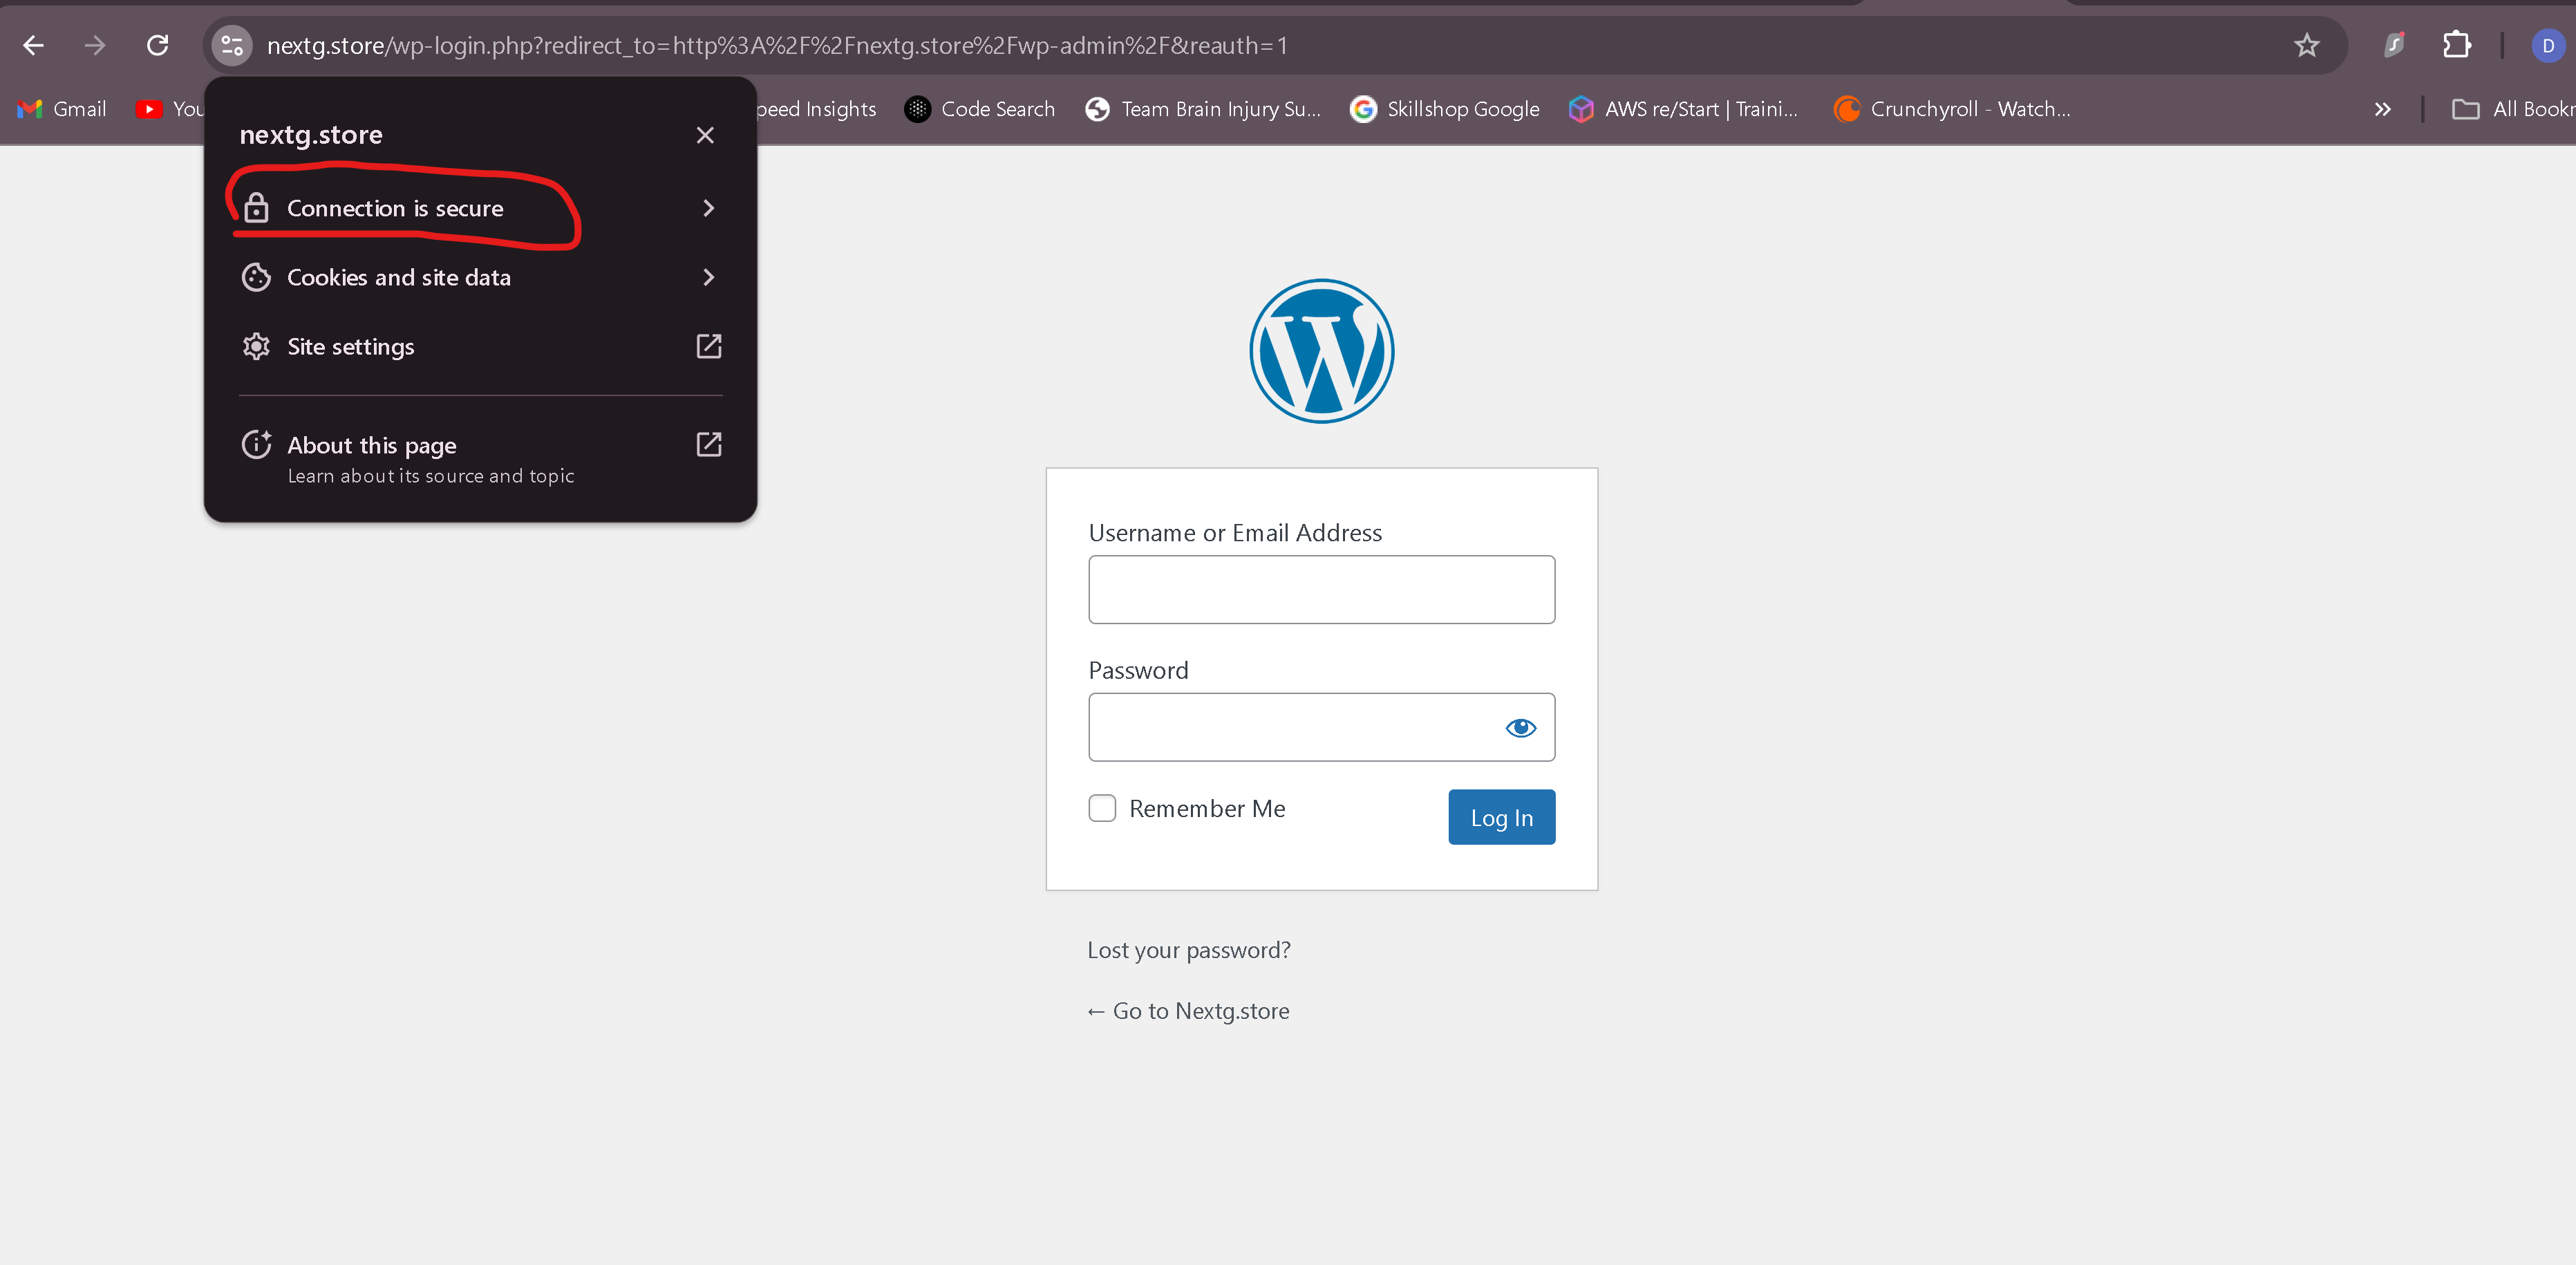 nextg.store/wp-login.php?redirect_to=http%3A%2F%2Fnextg.store%2Fwp-admin%2F&reauth=1
D
Gmail
You
peed Insights
Code Search
Team Brain Injury Su...
Skillshop Google
AWS re/Start | Traini...
Crunchyroll - Watch...
All Bookr
nextg.store
Connection is secure
Cookies and site data
Site settings
About this page
Learn about its source and topic
Username or Email Address
Password
Remember Me
Log In
Lost your password?
← Go to Nextg.store